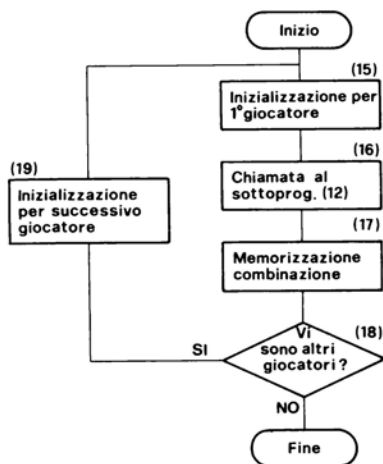 Inizio
(15)
Inizializzazione per
1° giocatore
(16)
Chiamata al
sottoprog. (12)
(17)
Memorizzazione
combinazione
(18)
Vi
sono altri
giocatori ?
SI
NO
(19)
Inizializzazione
per successivo
giocatore
Fine